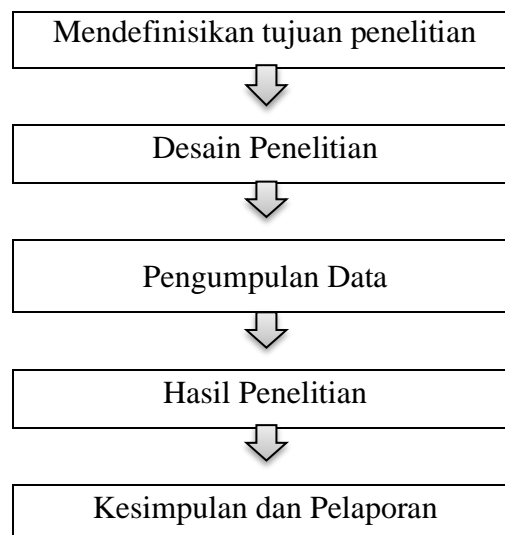 Mendefinisikan tujuan penelitian
Desain Penelitian
Pengumpulan Data
Hasil Penelitian
Kesimpulan dan Pelaporan